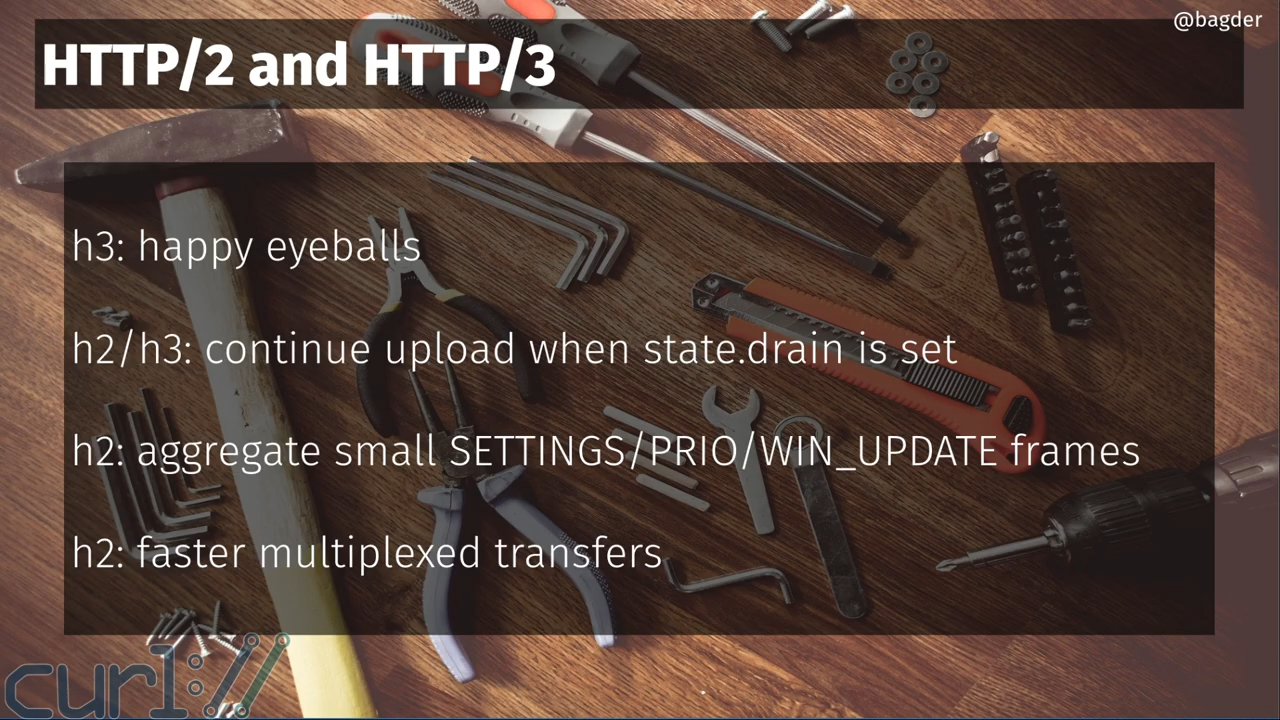 @bagder
HTTP/2 and HTTP/3
h3: happy eyeballs
h2/h3: continue upload when state.drain is set
h2: aggregate small SETTINGS/PRIO/WIN_UPDATE frames
h2: faster multiplexed transfers
curl://